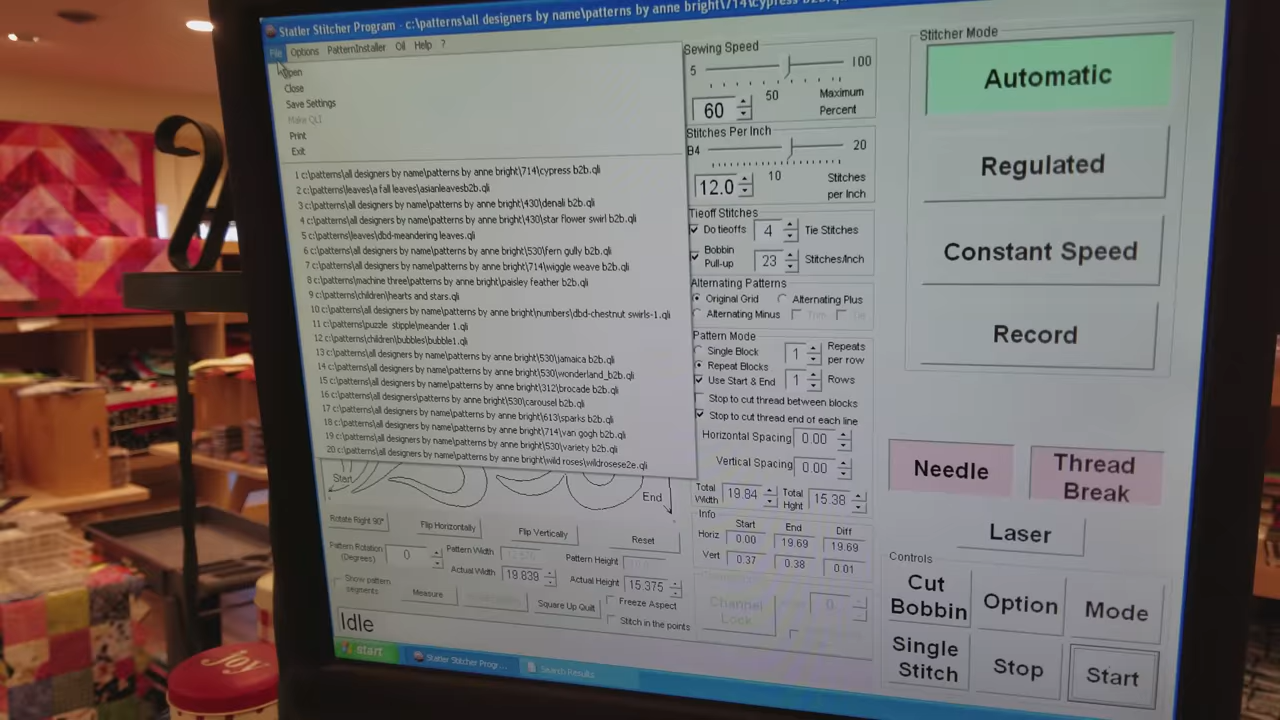 Statler Stitcher Program - c:\patterns\all designers by name\patterns by anne bright\714\cypress b2b.q
File Options PatternInstaller Oil Help ?
Open
Close
Save Settings
Make QLI
Print
Exit
1 c:\patterns\all designers by name\patterns by anne bright\714\cypress b2b.qli
2 c:\patterns\leaves\a fall leaves\asianleavesb2b.qli
3 c:\patterns\all designers by name\patterns by anne bright\430\denali b2b.qli
4 c:\patterns\all designers by name\patterns by anne bright\430\star flower swirl b2b.qli
5 c:\patterns\leaves\dbd-meandering leaves.qli
6 c:\patterns\all designers by name\patterns by anne bright\530\fern gully b2b.qli
7 c:\patterns\all designers by name\patterns by anne bright\714\wiggle weave b2b.qli
8 c:\patterns\machine three\patterns by anne bright\paisley feather b2b.qli
9 c:\patterns\children\hearts and stars.qli
10 c:\patterns\all designers by name\patterns by anne bright\numbers\dbd-chestnut swirls-1.qli
11 c:\patterns\puzzle stipple\meander 1.qli
12 c:\patterns\children\bubbles\bubble1.qli
13 c:\patterns\all designers by name\patterns by anne bright\530\jamaica b2b.qli
14 c:\patterns\all designers by name\patterns by anne bright\530\wonderland_b2b.qli
15 c:\patterns\all designers by name\patterns by anne bright\312\brocade b2b.qli
16 c:\patterns\all designers\patterns by anne bright\530\carousel b2b.qli
17 c:\patterns\all designers by name\patterns by anne bright\613\sparks b2b.qli
18 c:\patterns\all designers by name\patterns by anne bright\714\van gogh b2b.qli
19 c:\patterns\all designers by name\patterns by anne bright\530\variety b2b.qli
20 c:\patterns\all designers by name\patterns by anne bright\wild roses\wildrosese2e.qli
Start
End
Rotate Right 90° Flip Horizontally Flip Vertically Reset
Pattern Rotation (Degrees) 0
Pattern Width
Pattern Height
Actual Width 19.839
Actual Height 15.375
Show pattern segments
Measure
Square Up Quilt
Freeze Aspect
Stitch in the points
Idle
start
Statler Stitcher Progr...
Search Results
Sewing Speed
5 100
50
60
Maximum Percent
Stitches Per Inch
B4 20
10
12.0
Stitches per Inch
Tieoff Stitches
Do tieoffs 4 Tie Stitches
Bobbin Pull-up 23 Stitches/Inch
Alternating Patterns
Original Grid Alternating Plus
Alternating Minus
Pattern Mode
Single Block 1 Repeats per row
Repeat Blocks
Use Start & End 1 Rows
Stop to cut thread between blocks
Stop to cut thread end of each line
Horizontal Spacing 0.00
Vertical Spacing 0.00
Total Width 19.84 Total Hght 15.38
Info
Start End Diff
Horiz 0.00 19.69 19.69
Vert 0.37 0.38 0.01
Channel Lock
0
Stitcher Mode
Automatic
Regulated
Constant Speed
Record
Needle
Thread Break
Laser
Controls
Cut Bobbin
Option
Mode
Single Stitch
Stop
Start
joy